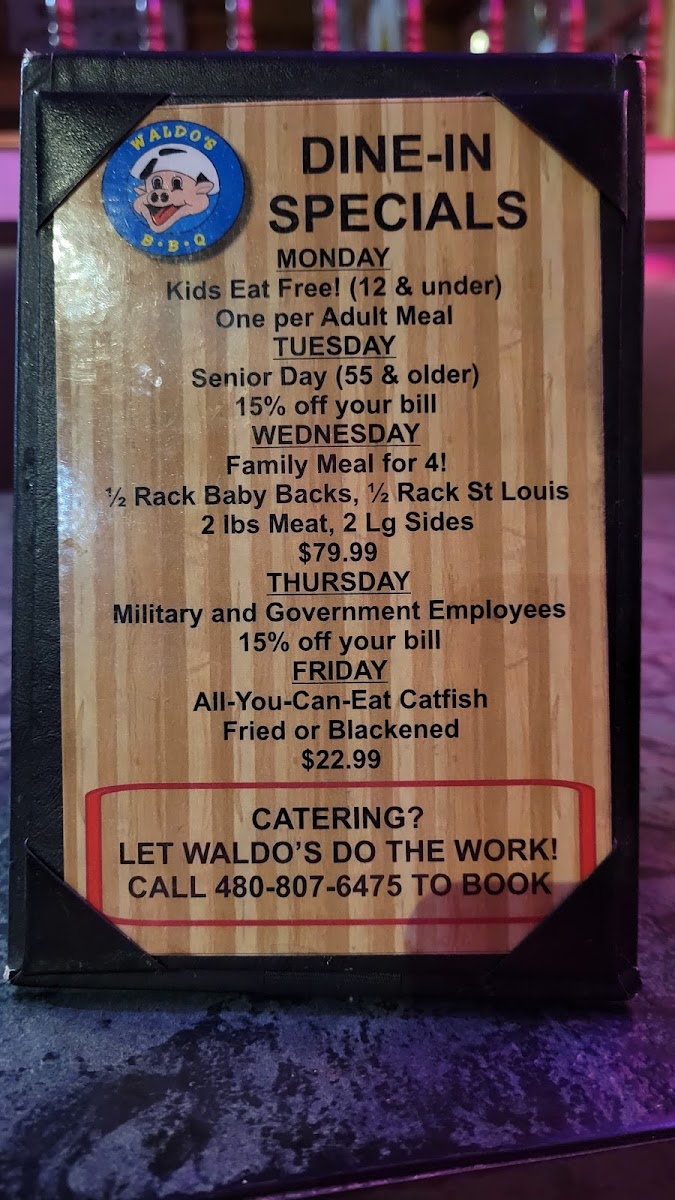 WALDO'S
B•B•Q
DINE-IN
SPECIALS
MONDAY
Kids Eat Free! (12 & under)
One per Adult Meal
TUESDAY
Senior Day (55 & older)
15% off your bill
WEDNESDAY
Family Meal for 4!
½ Rack Baby Backs, ½ Rack St Louis
2 lbs Meat, 2 Lg Sides
$79.99
THURSDAY
Military and Government Employees
15% off your bill
FRIDAY
All-You-Can-Eat Catfish
Fried or Blackened
$22.99
CATERING?
LET WALDO'S DO THE WORK!
CALL 480-807-6475 TO BOOK